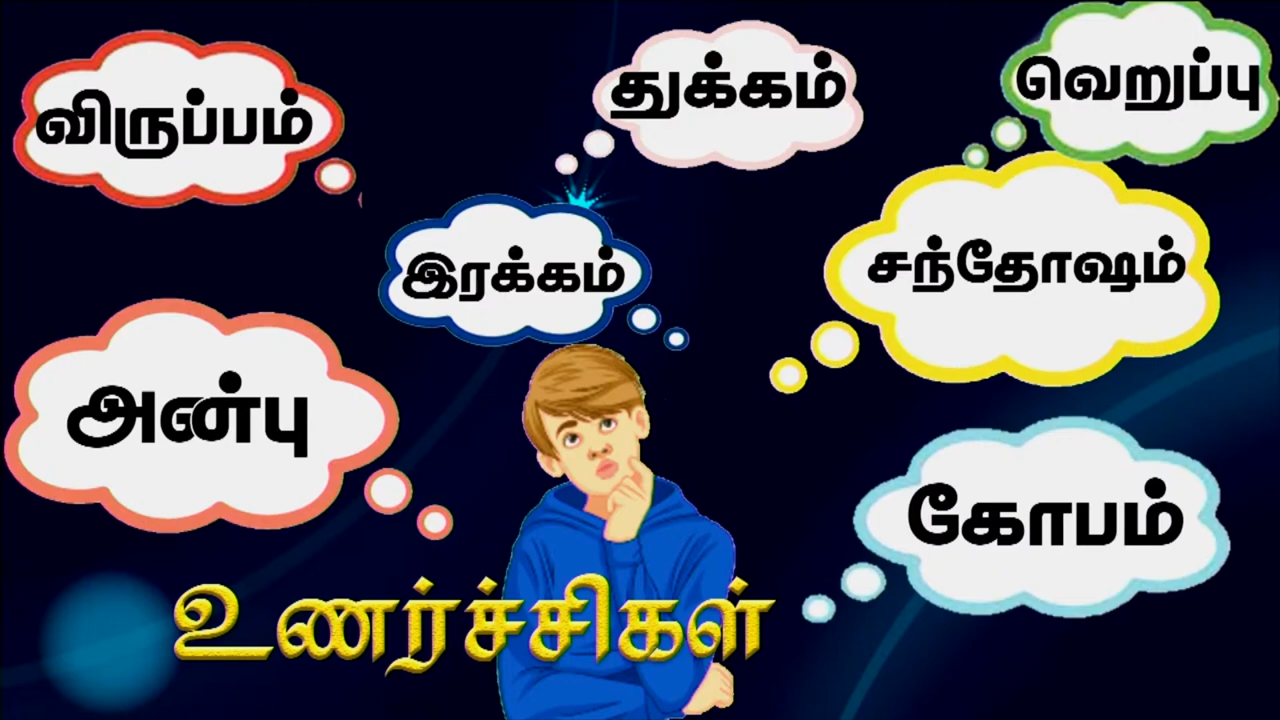 விருப்பம்
துக்கம்
வெறுப்பு
இரக்கம்
சந்தோஷம்
அன்பு
கோபம்
உணர்ச்சிகள்